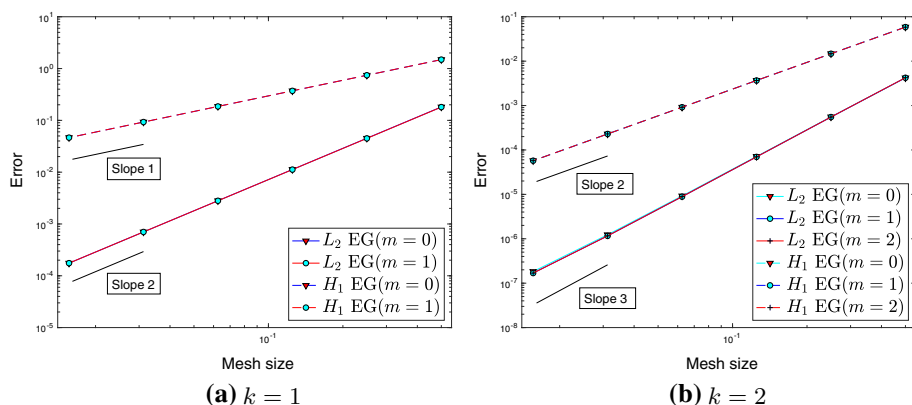 10^1
10^0
10^-1
10^-2
10^-3
10^-4
10^-5
Error
Slope 1
Slope 2
L_2 EG(m = 0)
L_2 EG(m = 1)
H_1 EG(m = 0)
H_1 EG(m = 1)
10^-1
Mesh size
(a) k = 1
10^-1
10^-2
10^-3
10^-4
10^-5
10^-6
10^-7
10^-8
Error
Slope 2
Slope 3
L_2 EG(m = 0)
L_2 EG(m = 1)
L_2 EG(m = 2)
H_1 EG(m = 0)
H_1 EG(m = 1)
H_1 EG(m = 2)
10^-1
Mesh size
(b) k = 2